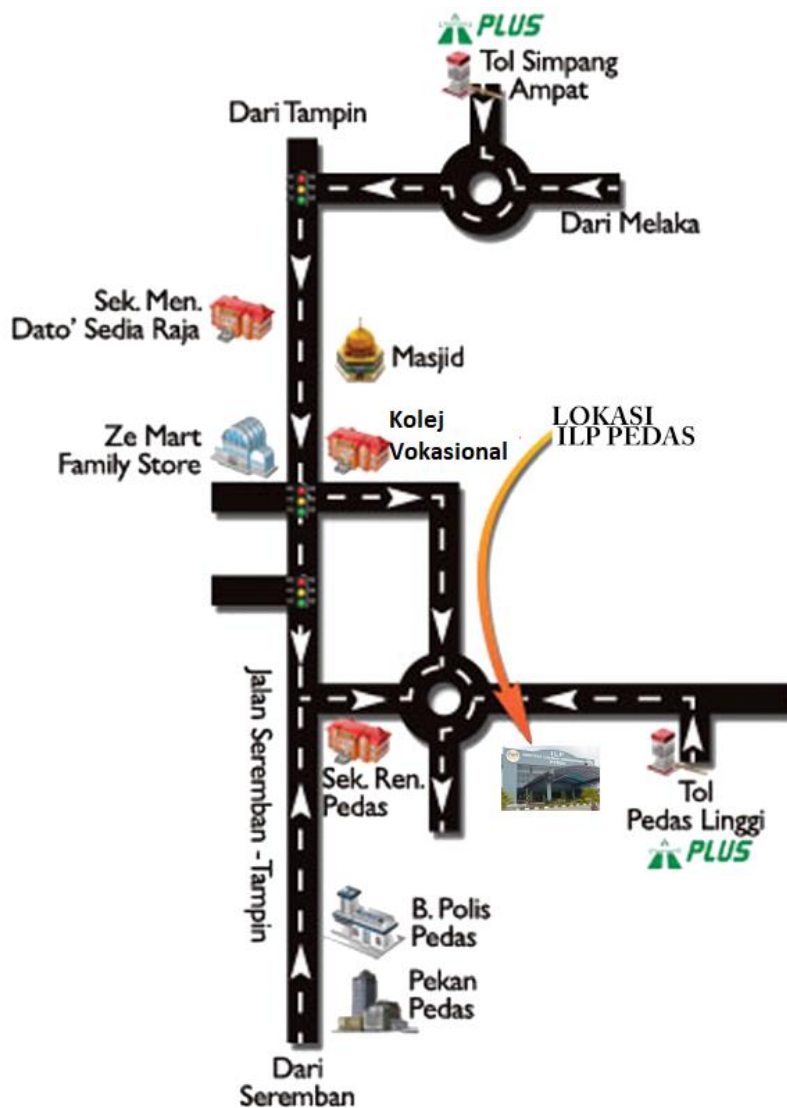 PLUS
Tol Simpang
Ampat
Dari Tampin
Dari Melaka
Sek. Men.
Dato' Sedia Raja
Masjid
Ze Mart
Family Store
Kolej
Vokasional
LOKASI
ILP PEDAS
Jalan Seremban -Tampin
Sek. Ren.
Pedas
ILP
Tol
Pedas Linggi
PLUS
B. Polis
Pedas
Pekan
Pedas
Dari
Seremban